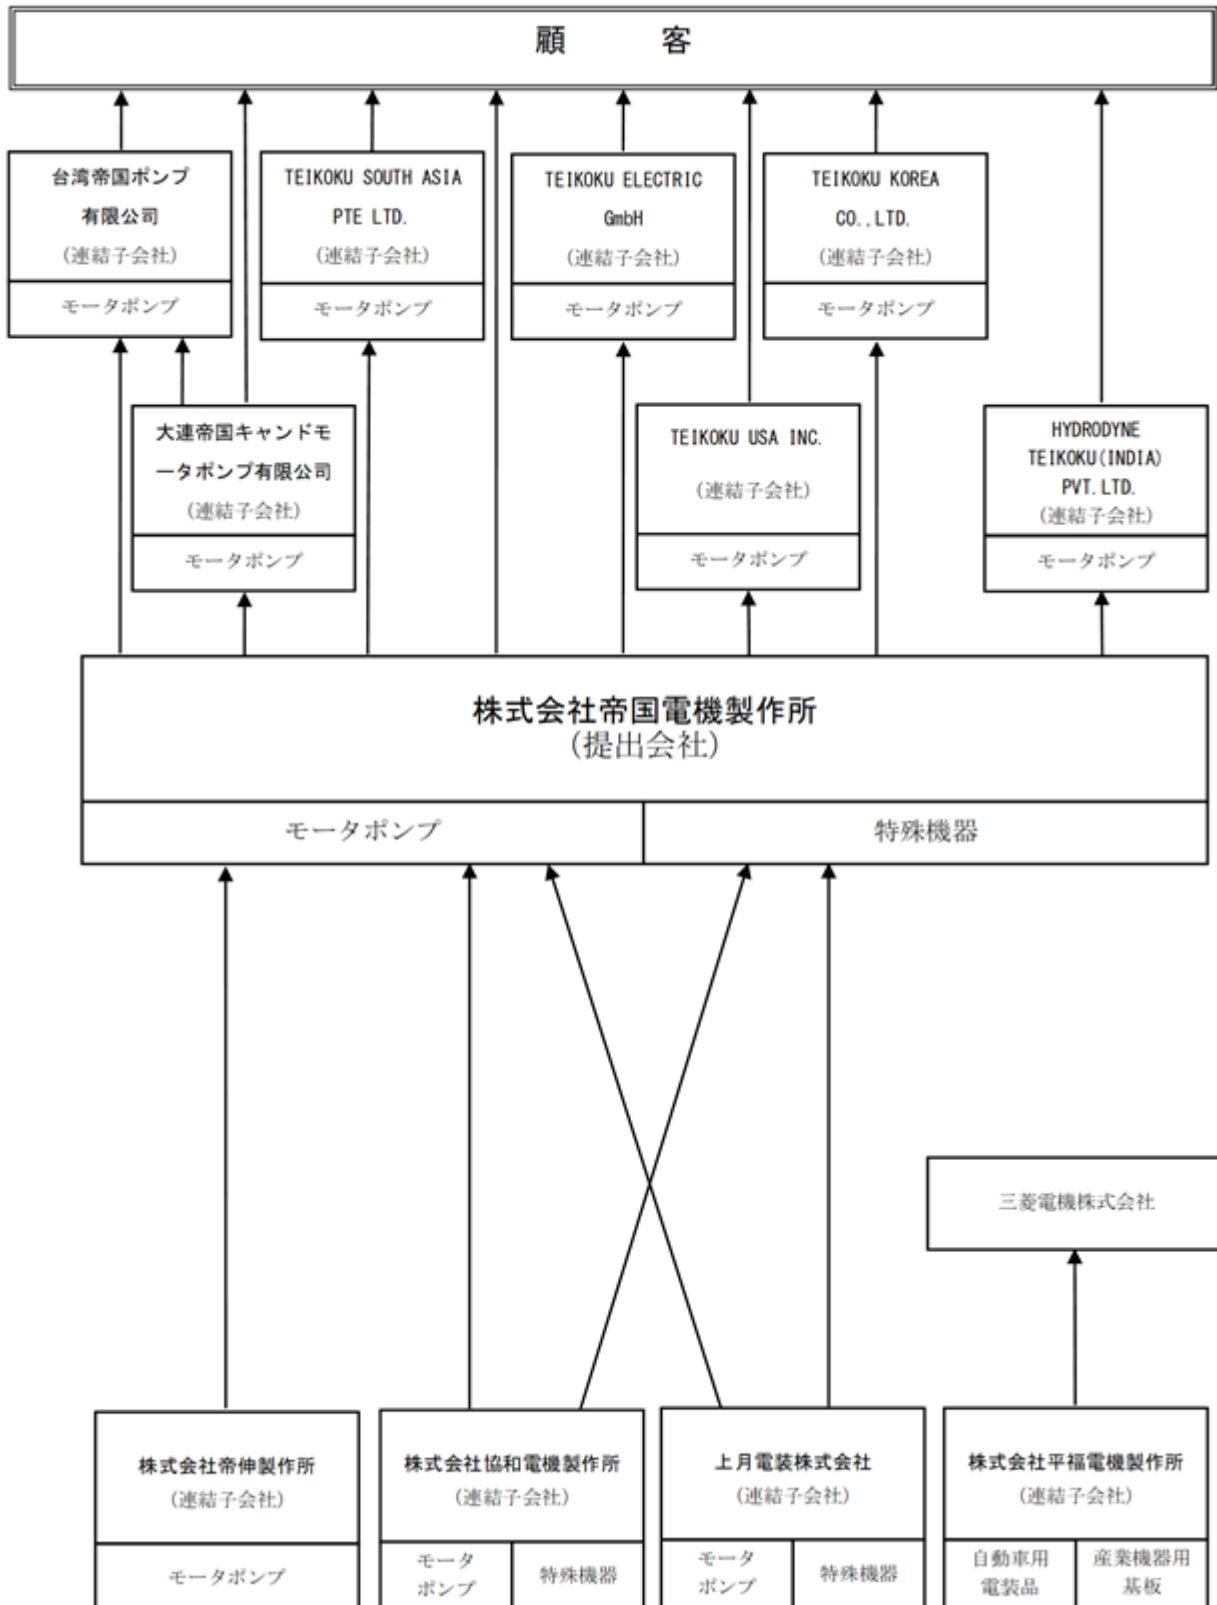 顧　　　客
台湾帝国ポンプ
有限公司
(連結子会社)
モータポンプ
TEIKOKU SOUTH ASIA
PTE LTD.
(連結子会社)
モータポンプ
TEIKOKU ELECTRIC
GmbH
(連結子会社)
モータポンプ
TEIKOKU KOREA
CO.,LTD.
(連結子会社)
モータポンプ
大連帝国キャンドモ
ータポンプ有限公司
(連結子会社)
モータポンプ
TEIKOKU USA INC.
(連結子会社)
モータポンプ
HYDRODYNE
TEIKOKU(INDIA)
PVT.LTD.
(連結子会社)
モータポンプ
株式会社帝国電機製作所
(提出会社)
モータポンプ
特殊機器
三菱電機株式会社
株式会社帝伸製作所
(連結子会社)
モータポンプ
株式会社協和電機製作所
(連結子会社)
モータ
ポンプ
特殊機器
上月電装株式会社
(連結子会社)
モータ
ポンプ
特殊機器
株式会社平福電機製作所
(連結子会社)
自動車用
電装品
産業機器用
基板